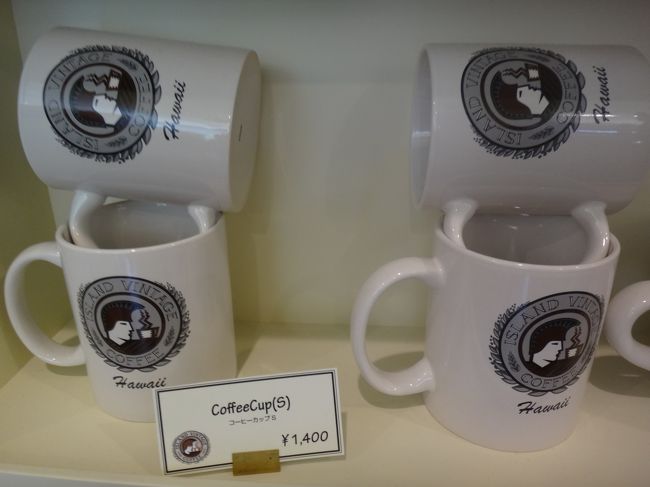 ISLAND VINTAGE COFFEE
Hawaii
ISLAND VINTAGE COFFEE
Hawaii
ISLAND VINTAGE COFFEE
Hawaii
ISLAND VINTAGE COFFEE
Hawaii
CoffeeCup(S)
コーヒーカップ S
¥1,400